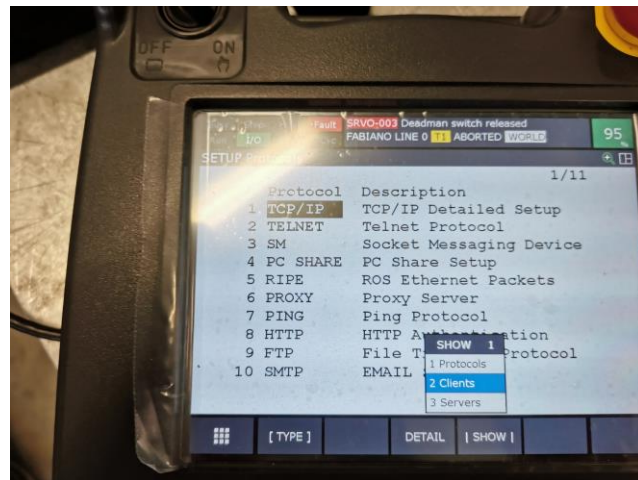 OFF ON
Fault SRVO-003 Deadman switch released
I/O FABIANO LINE 0 T1 ABORTED WORLD 95%
SETUP
1/11
Protocol Description
1 TCP/IP TCP/IP Detailed Setup
2 TELNET Telnet Protocol
3 SM Socket Messaging Device
4 PC SHARE PC Share Setup
5 RIPE ROS Ethernet Packets
6 PROXY Proxy Server
7 PING Ping Protocol
8 HTTP HTTP
9 FTP File Protocol
10 SMTP EMAIL
SHOW 1
1 Protocols
2 Clients
3 Servers
[ TYPE ] DETAIL | SHOW |